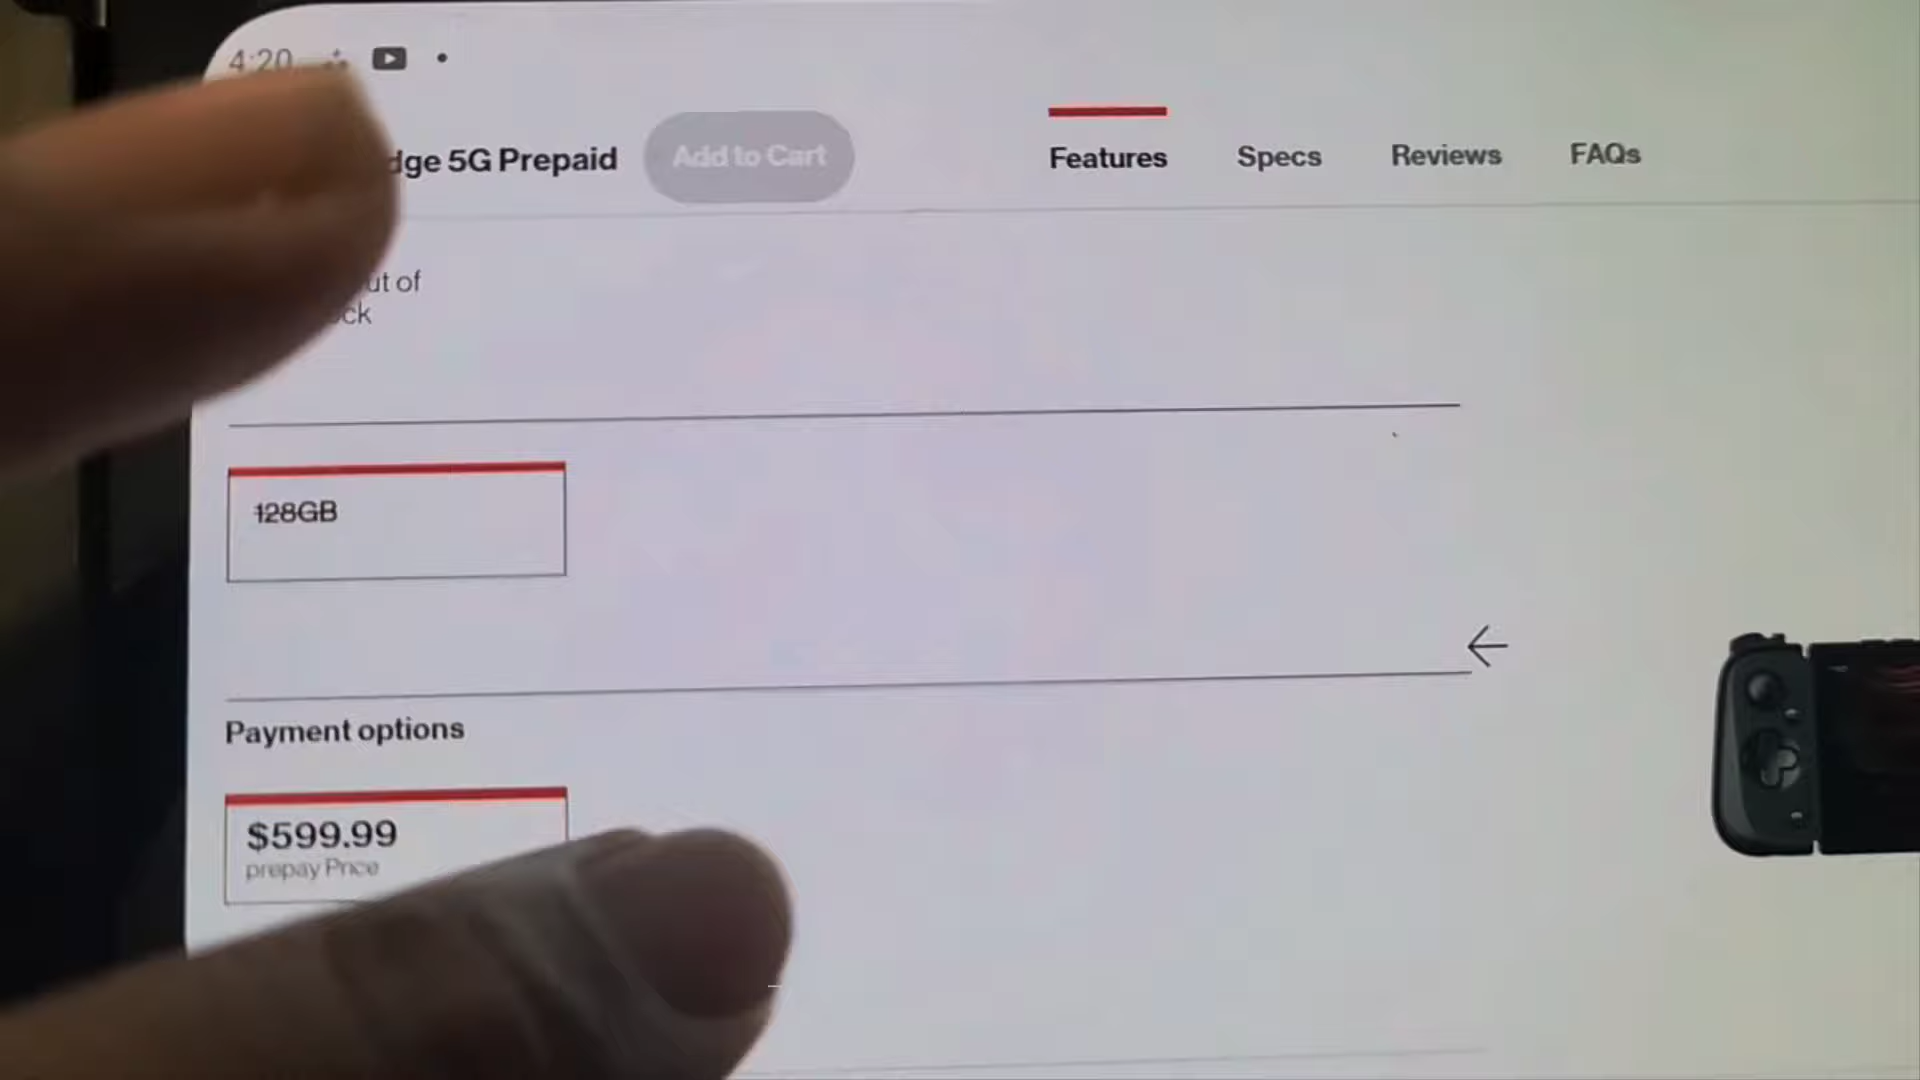 4:20
dge 5G Prepaid
Add to Cart
Features
Specs
Reviews
FAQs
ut of
ck
128GB
Payment options
$599.99
prepay Price